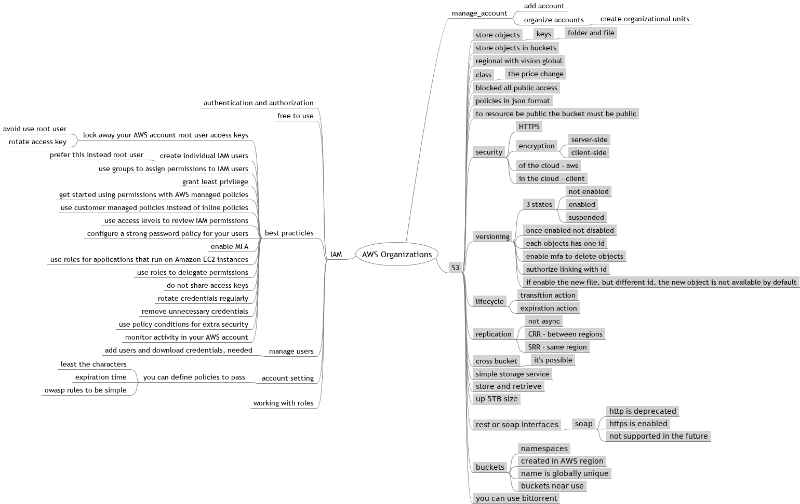 AWS Organizations
manage_account
add account
organize accounts
create organizational units
S3
store objects
keys
folder and file
store objects in buckets
regional with vision global
class
the price change
blocked all public access
policies in json format
to resource be public the bucket must be public
security
HTTPS
encryption
server-side
client-side
of the cloud - aws
in the cloud - client
versioning
3 states
not enabled
enabled
suspended
once enabled not disabled
each objects has one id
enable mfa to delete objects
authorize linking with id
if enable the new file, but different id, the new object is not available by default
lifecycle
transition action
expiration action
replication
not async
CRR - between regions
SRR - same region
cross bucket
it's possible
simple storage service
store and retrieve
up 5TB size
rest or soap interfaces
soap
http is deprecated
https is enabled
not supported in the future
buckets
namespaces
created in AWS region
name is globally unique
buckets near use
you can use bittorrent
IAM
authentication and authorization
free to use
best practicles
lock away your AWS account root user access keys
avoid use root user
rotate access key
create individual IAM users
prefer this instead root user
use groups to assign permissions to IAM users
grant least privilege
get started using permissions with AWS managed policies
use customer managed policies instead of inline policies
use access levels to review IAM permissions
configure a strong password policy for your users
enable MFA
use roles for applications that run on Amazon EC2 instances
use roles to delegate permissions
do not share access keys
rotate credentials regularly
remove unnecessary credentials
use policy conditions for extra security
monitor activity in your AWS account
manage users
add users and download credentials, needed
account setting
you can define policies to pass
least the characters
expiration time
owasp rules to be simple
working with roles